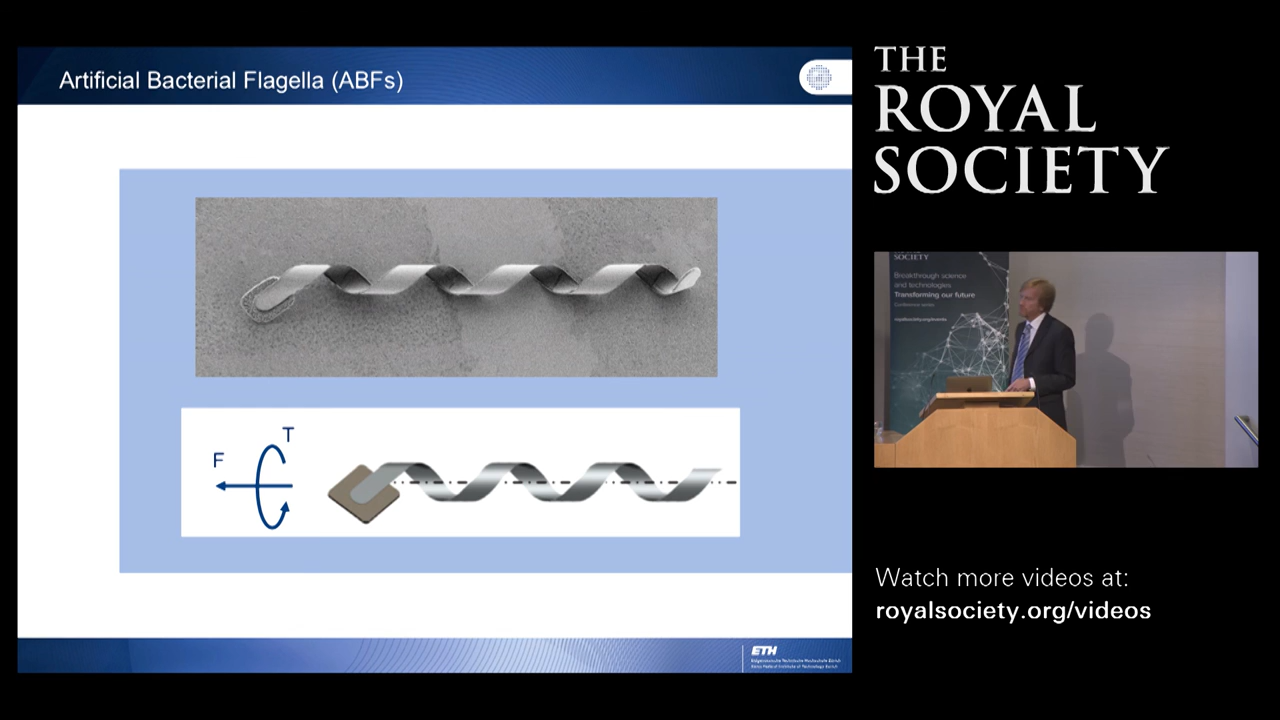 Artificial Bacterial Flagella (ABFs)
F
T
ETH
Eidgenössische Technische Hochschule Zürich
Swiss Federal Institute of Technology Zurich
THE
ROYAL
SOCIETY
SOCIETY
Breakthrough science
and technologies
Transforming our future
Conference series
royalsociety.org/events
Watch more videos at:
royalsociety.org/videos